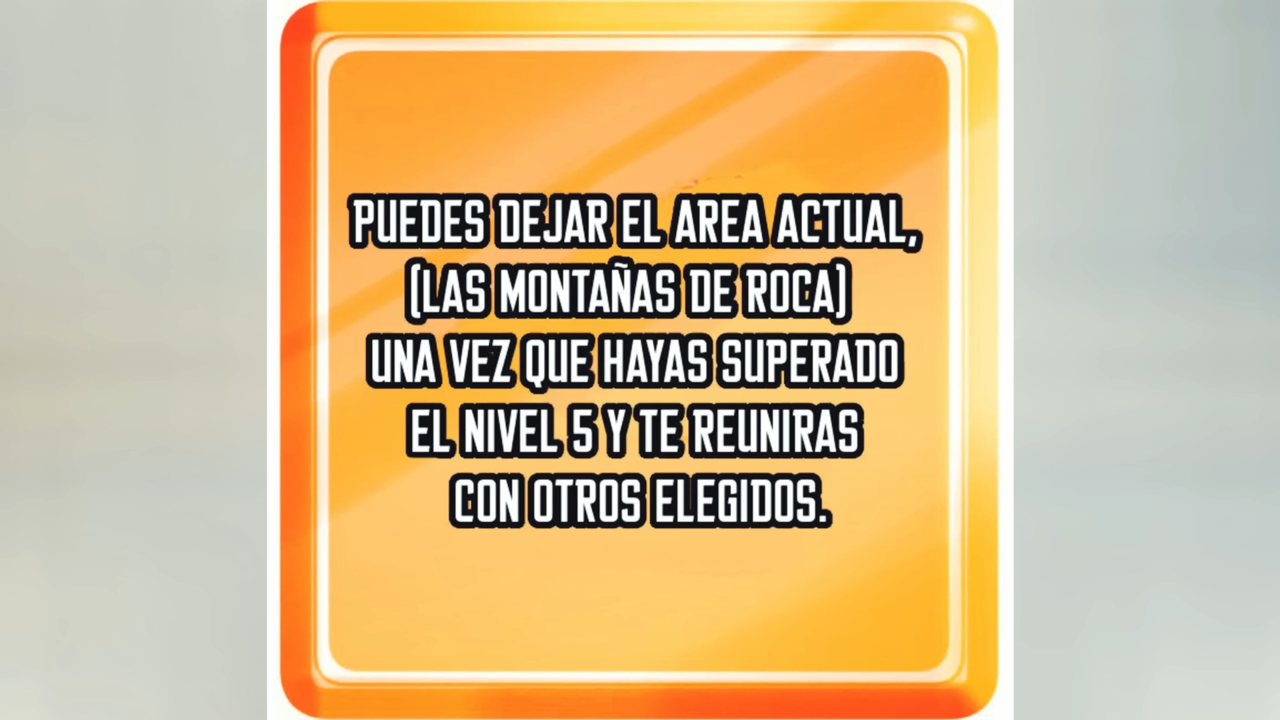 PUEDES DEJAR EL AREA ACTUAL,
(LAS MONTAÑAS DE ROCA)
UNA VEZ QUE HAYAS SUPERADO
EL NIVEL 5 Y TE REUNIRAS
CON OTROS ELEGIDOS.